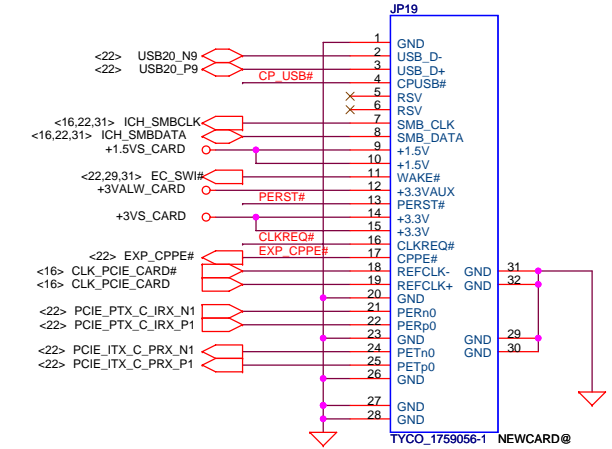 JP19
1 GND
<22> USB20_N9 2 USB_D-
<22> USB20_P9 3 USB_D+
CP_USB# 4 CPUSB#
5 RSV
6 RSV
<16,22,31> ICH_SMBCLK 7 SMB_CLK
<16,22,31> ICH_SMBDATA 8 SMB_DATA
+1.5VS_CARD 9 +1.5V
10 +1.5V
<22,29,31> EC_SWI# 11 WAKE#
+3VALW_CARD 12 +3.3VAUX
PERST# 13 PERST#
+3VS_CARD 14 +3.3V
15 +3.3V
CLKREQ# 16 CLKREQ#
<22> EXP_CPPE# EXP_CPPE# 17 CPPE#
<16> CLK_PCIE_CARD# 18 REFCLK- GND 31
<16> CLK_PCIE_CARD 19 REFCLK+ GND 32
20 GND
<22> PCIE_PTX_C_IRX_N1 21 PERn0
<22> PCIE_PTX_C_IRX_P1 22 PERp0
23 GND GND 29
<22> PCIE_ITX_C_PRX_N1 24 PETn0 GND 30
<22> PCIE_ITX_C_PRX_P1 25 PETp0
26 GND
27 GND
28 GND
TYCO_1759056-1 NEWCARD@